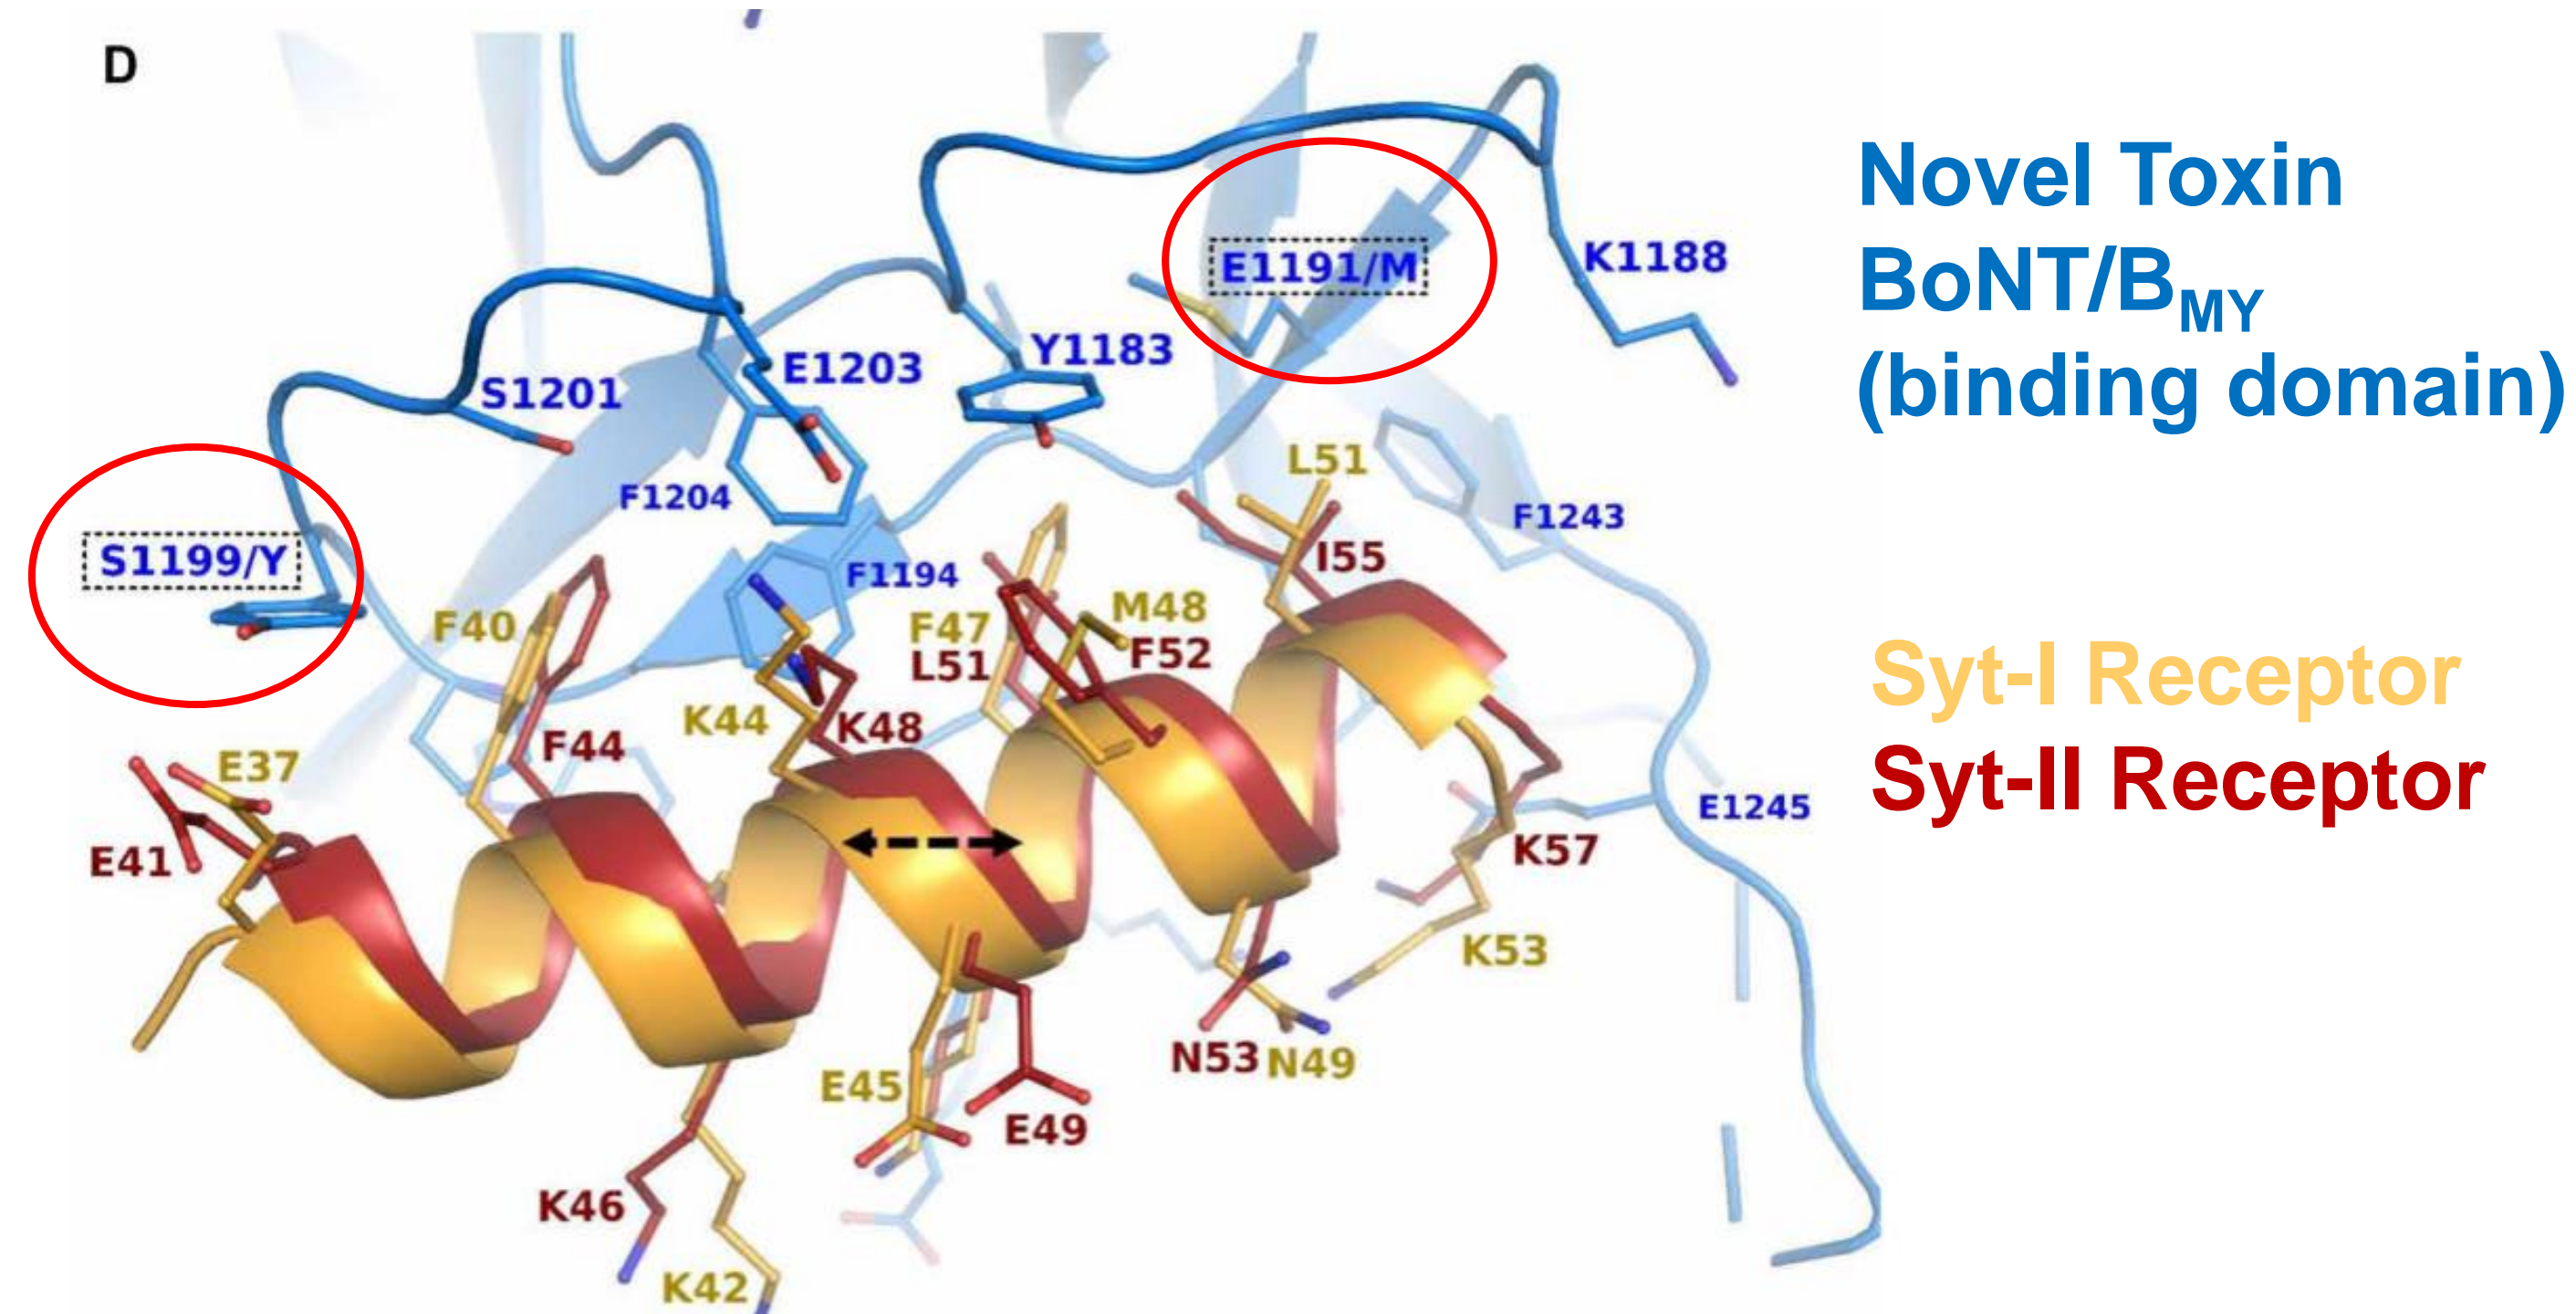 D
E1191/M
K1188
Y1183
E1203
S1201
F1204
L51
F1243
S1199/Y
I55
F1194
F40
F47
M48
L51
F52
K44
K48
F44
E37
E41
E1245
K57
K53
N53
N49
E45
E49
K46
K42
Novel Toxin
BoNT/BMY
(binding domain)
Syt-I Receptor
Syt-II Receptor